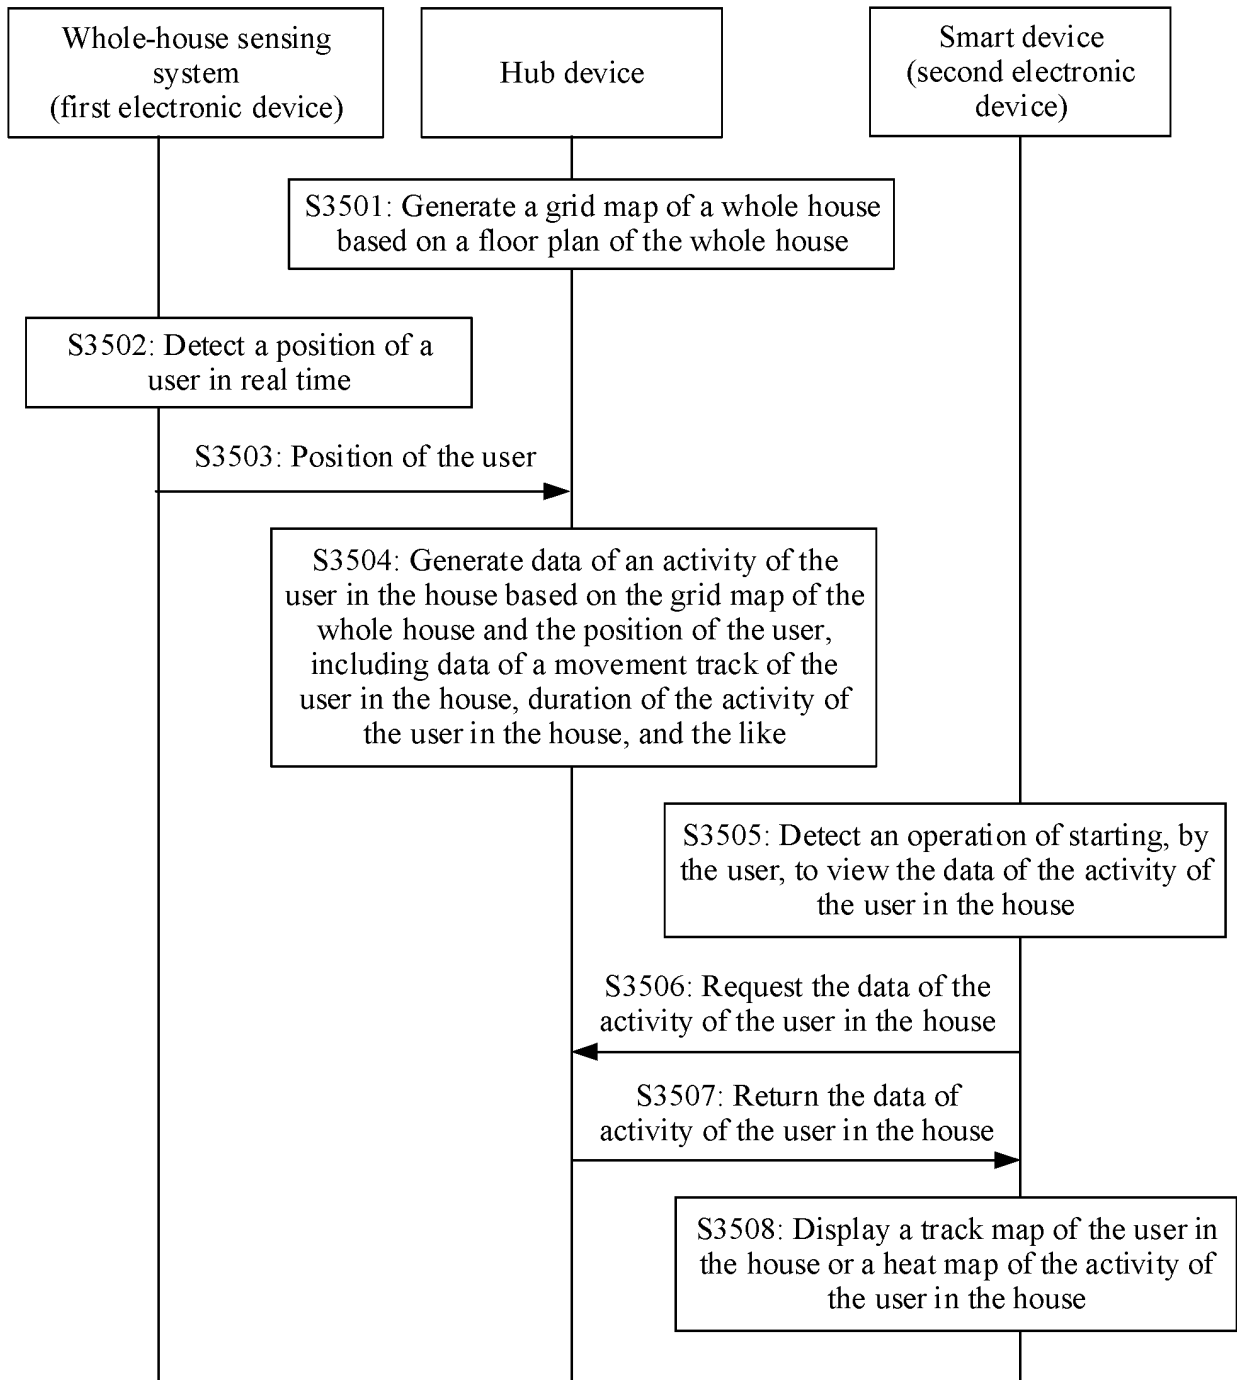 Whole-house sensing
system
(first electronic device)
Hub device
Smart device
(second electronic
device)
S3501: Generate a grid map of a whole house
based on a floor plan of the whole house
S3502: Detect a position of a
user in real time
S3503: Position of the user
S3504: Generate data of an activity of the
user in the house based on the grid map of the
whole house and the position of the user,
including data of a movement track of the
user in the house, duration of the activity of
the user in the house, and the like
S3505: Detect an operation of starting, by
the user, to view the data of the activity of
the user in the house
S3506: Request the data of the
activity of the user in the house
S3507: Return the data of
activity of the user in the house
S3508: Display a track map of the user in
the house or a heat map of the activity of
the user in the house